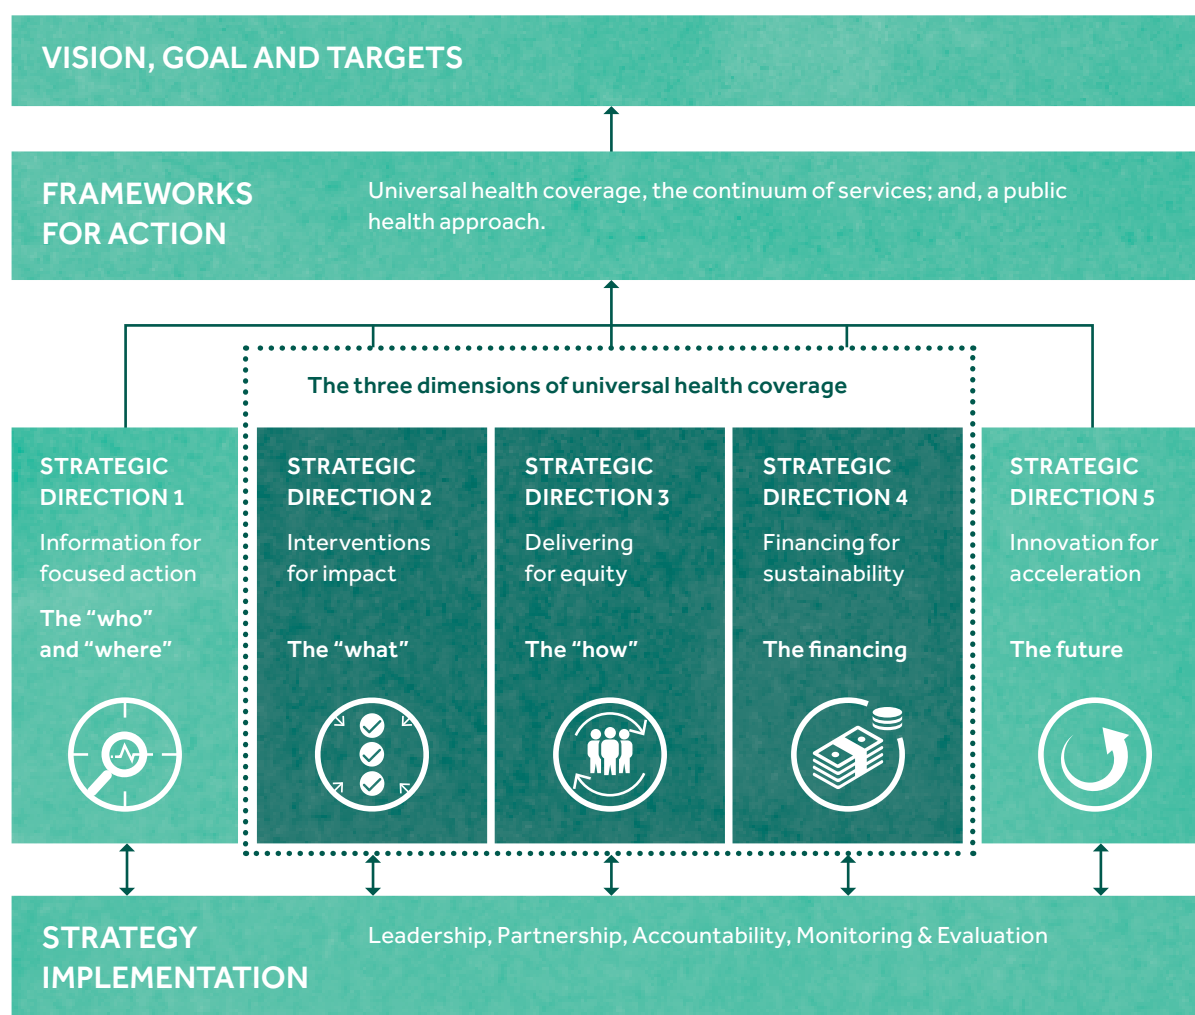 VISION, GOAL AND TARGETS
FRAMEWORKS
FOR ACTION
Universal health coverage, the continuum of services; and, a public
health approach.
The three dimensions of universal health coverage
STRATEGIC
DIRECTION 1
Information for
focused action
The “who”
and “where”
STRATEGIC
DIRECTION 2
Interventions
for impact
The “what”
STRATEGIC
DIRECTION 3
Delivering
for equity
The “how”
STRATEGIC
DIRECTION 4
Financing for
sustainability
The financing
STRATEGIC
DIRECTION 5
Innovation for
acceleration
The future
STRATEGY
IMPLEMENTATION
Leadership, Partnership, Accountability, Monitoring & Evaluation